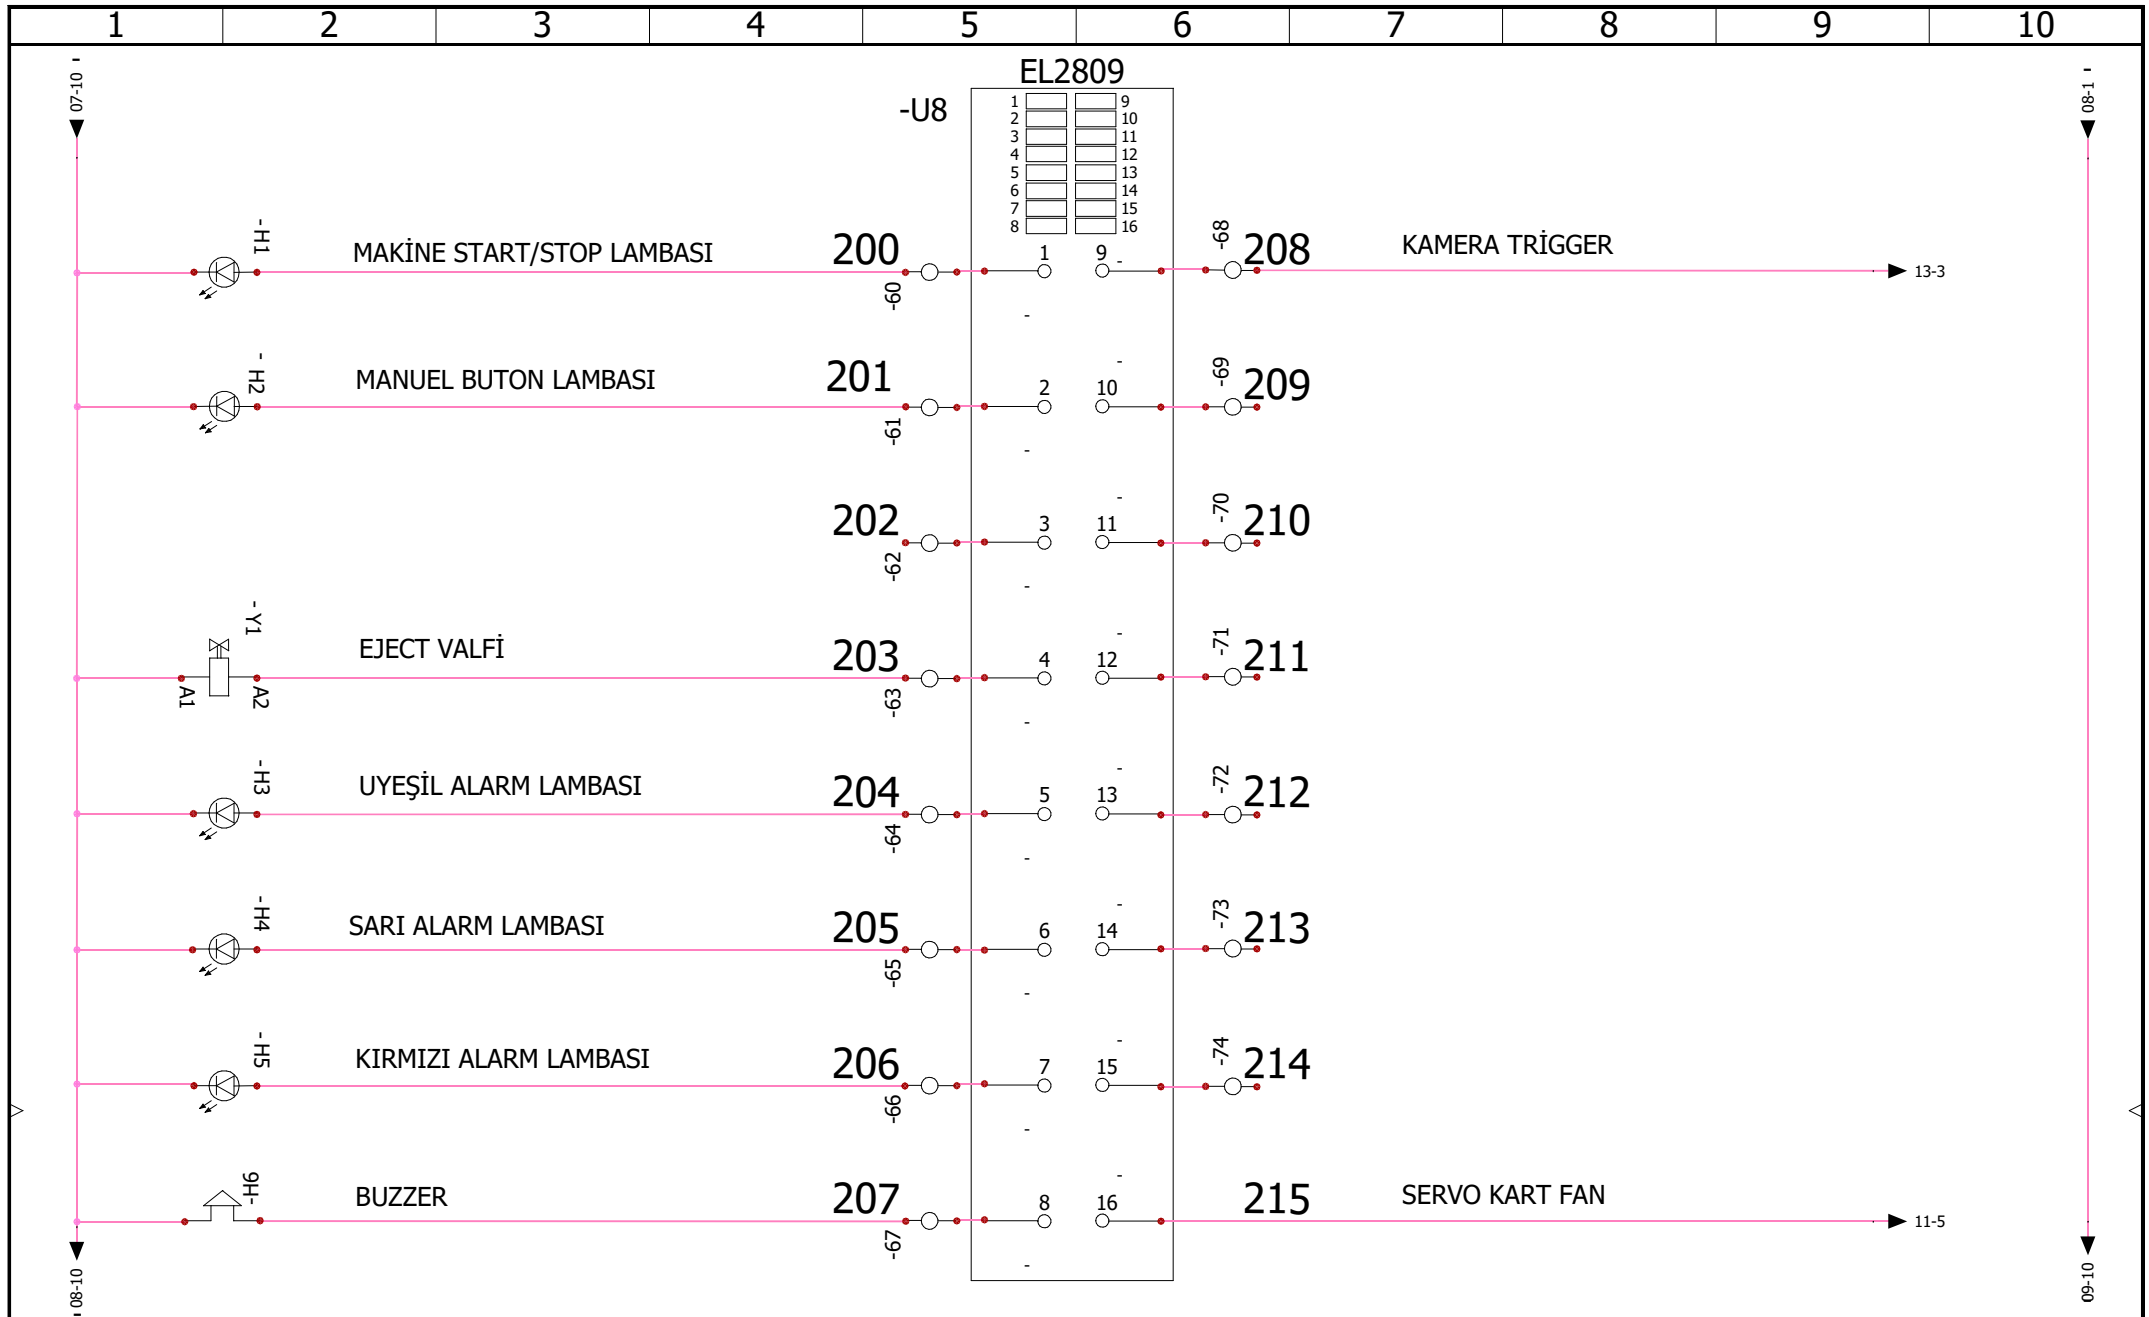 1 2 3 4 5 6 7 8 9 10
- 07-10
EL2809
- 08-1
-U8
1 9
2 10
3 11
4 12
5 13
6 14
7 15
8 16
-H1 MAKİNE START/STOP LAMBASI 200 -60 1 9 - -68 208 KAMERA TRİGGER 13-3
-
-H2 MANUEL BUTON LAMBASI 201 -61 2 10 - -69 209
-
202 -62 3 11 - -70 210
-
-Y1 A1 A2 EJECT VALFİ 203 -63 4 12 - -71 211
-
-H3 UYEŞİL ALARM LAMBASI 204 -64 5 13 - -72 212
-
-H4 SARI ALARM LAMBASI 205 -65 6 14 - -73 213
-
-H5 KIRMIZI ALARM LAMBASI 206 -66 7 15 - -74 214
-
-H6 BUZZER 207 -67 8 16 - 215 SERVO KART FAN 11-5
-
- 08-10
09-10